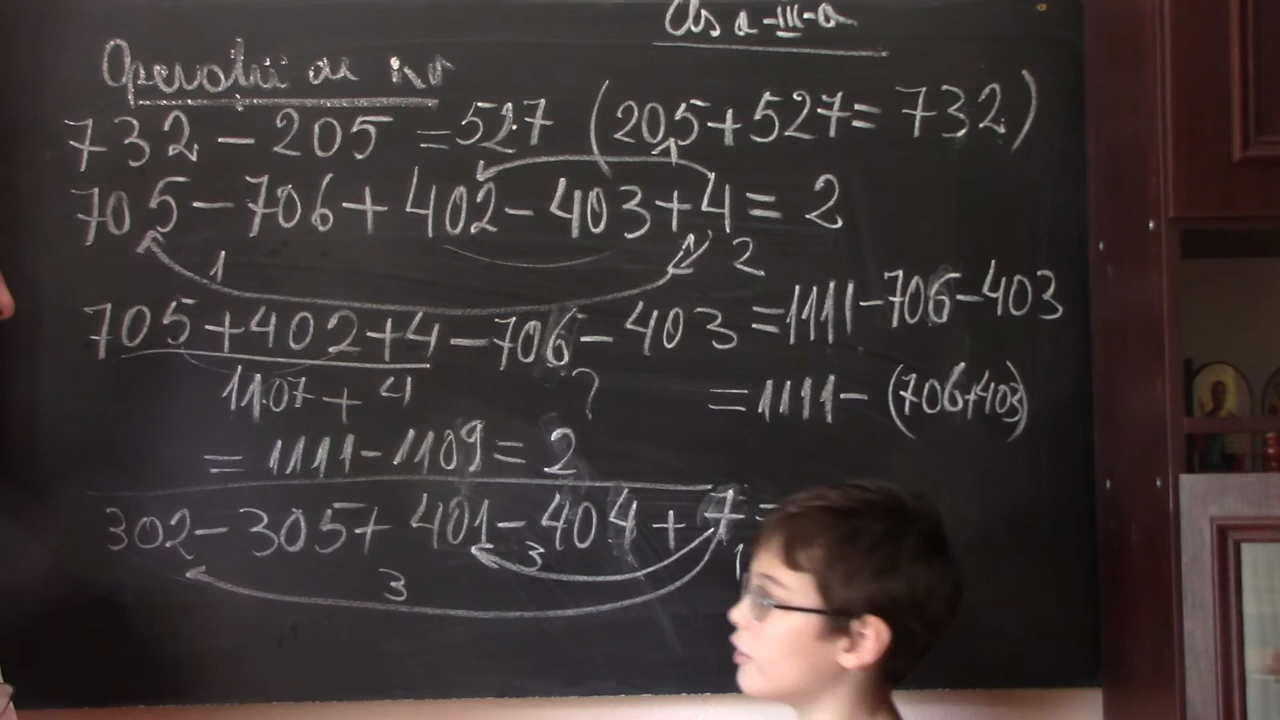 cls a-III-a
Operații cu nr
732 - 205 = 527 (205+527= 732)
705 - 706 + 402 - 403 + 4 = 2
1 2
705 + 402 + 4 - 706 - 403 = 1111 - 706 - 403
1107 + 4 ? = 1111 - (706+403)
= 1111 - 1109 = 2
302 - 305 + 401 - 404 + 7 =
3
3 1